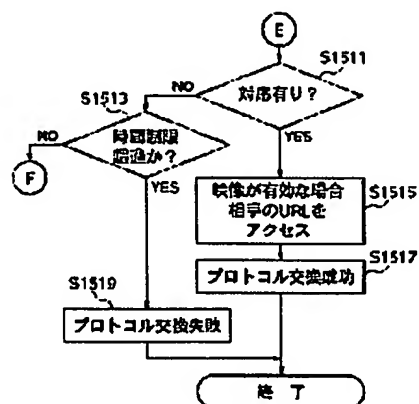 E
S1511
対応有り?
NO
YES
S1513
時間制限
超過か?
NO
YES
F
映像が有効な場合
相手のURLを
アクセス
S1515
プロトコル交換成功
S1517
S1519
プロトコル交換失敗
終 了